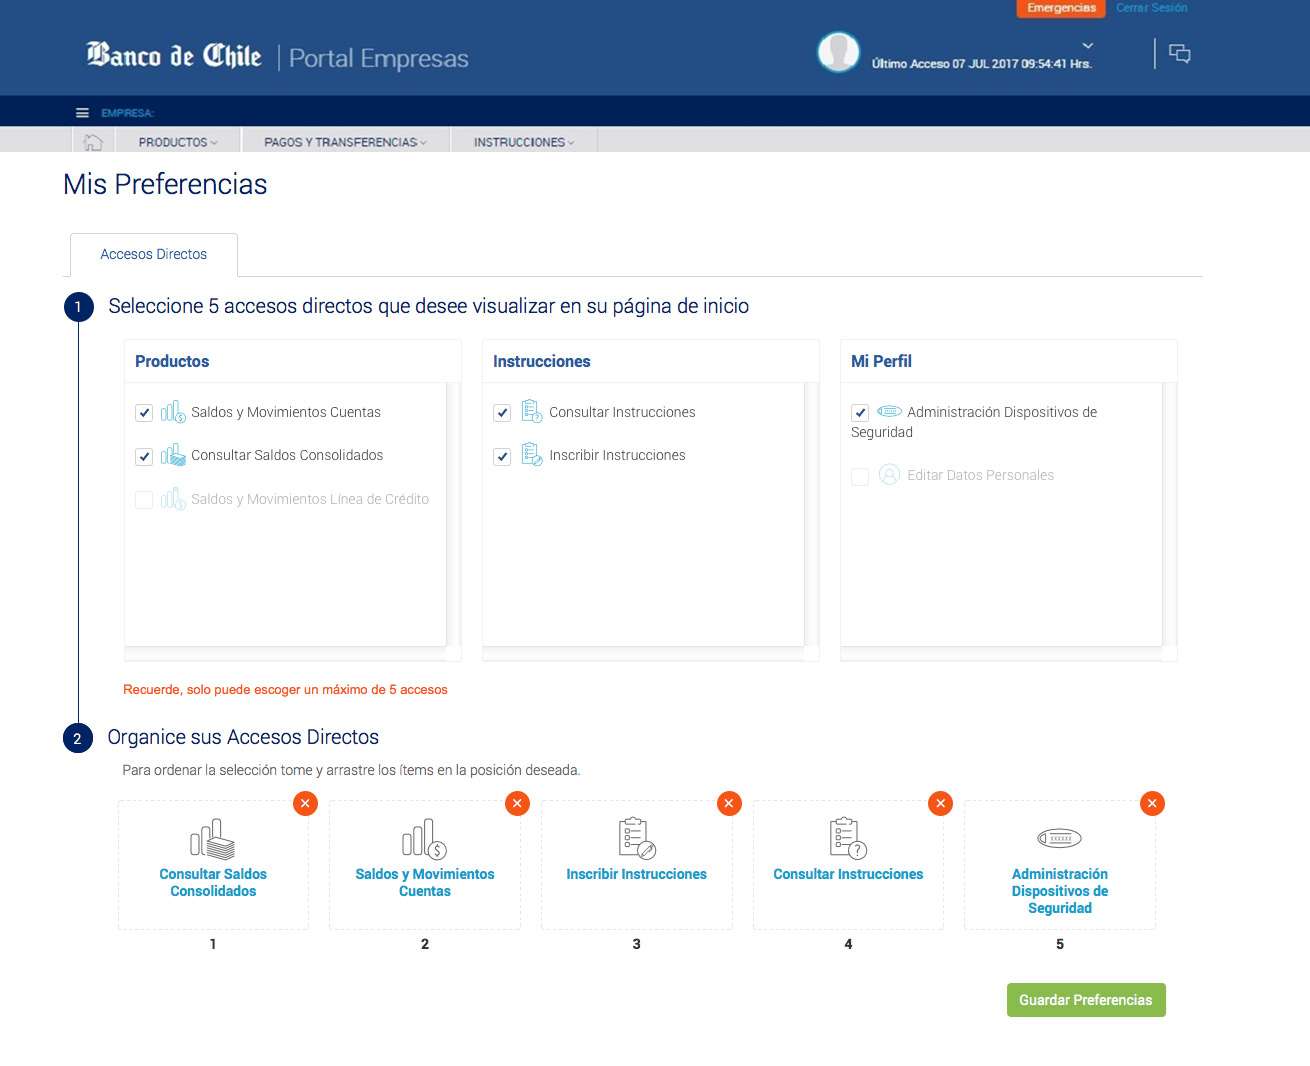 Emergencias
Cerrar Sesión
Banco de Chile | Portal Empresas
Último Acceso 07 JUL 2017 09:54:41 Hrs.
EMPRESA:
PRODUCTOS
PAGOS Y TRANSFERENCIAS
INSTRUCCIONES
Mis Preferencias
Accesos Directos
1
Seleccione 5 accesos directos que desee visualizar en su página de inicio
Productos
Saldos y Movimientos Cuentas
Consultar Saldos Consolidados
Saldos y Movimientos Línea de Crédito
Instrucciones
Consultar Instrucciones
Inscribir Instrucciones
Mi Perfil
Administración Dispositivos de
Seguridad
Editar Datos Personales
Recuerde, solo puede escoger un máximo de 5 accesos
2
Organice sus Accesos Directos
Para ordenar la selección tome y arrastre los ítems en la posición deseada.
Consultar Saldos
Consolidados
1
Saldos y Movimientos
Cuentas
2
Inscribir Instrucciones
3
Consultar Instrucciones
4
XXXXXX
Administración
Dispositivos de
Seguridad
5
Guardar Preferencias